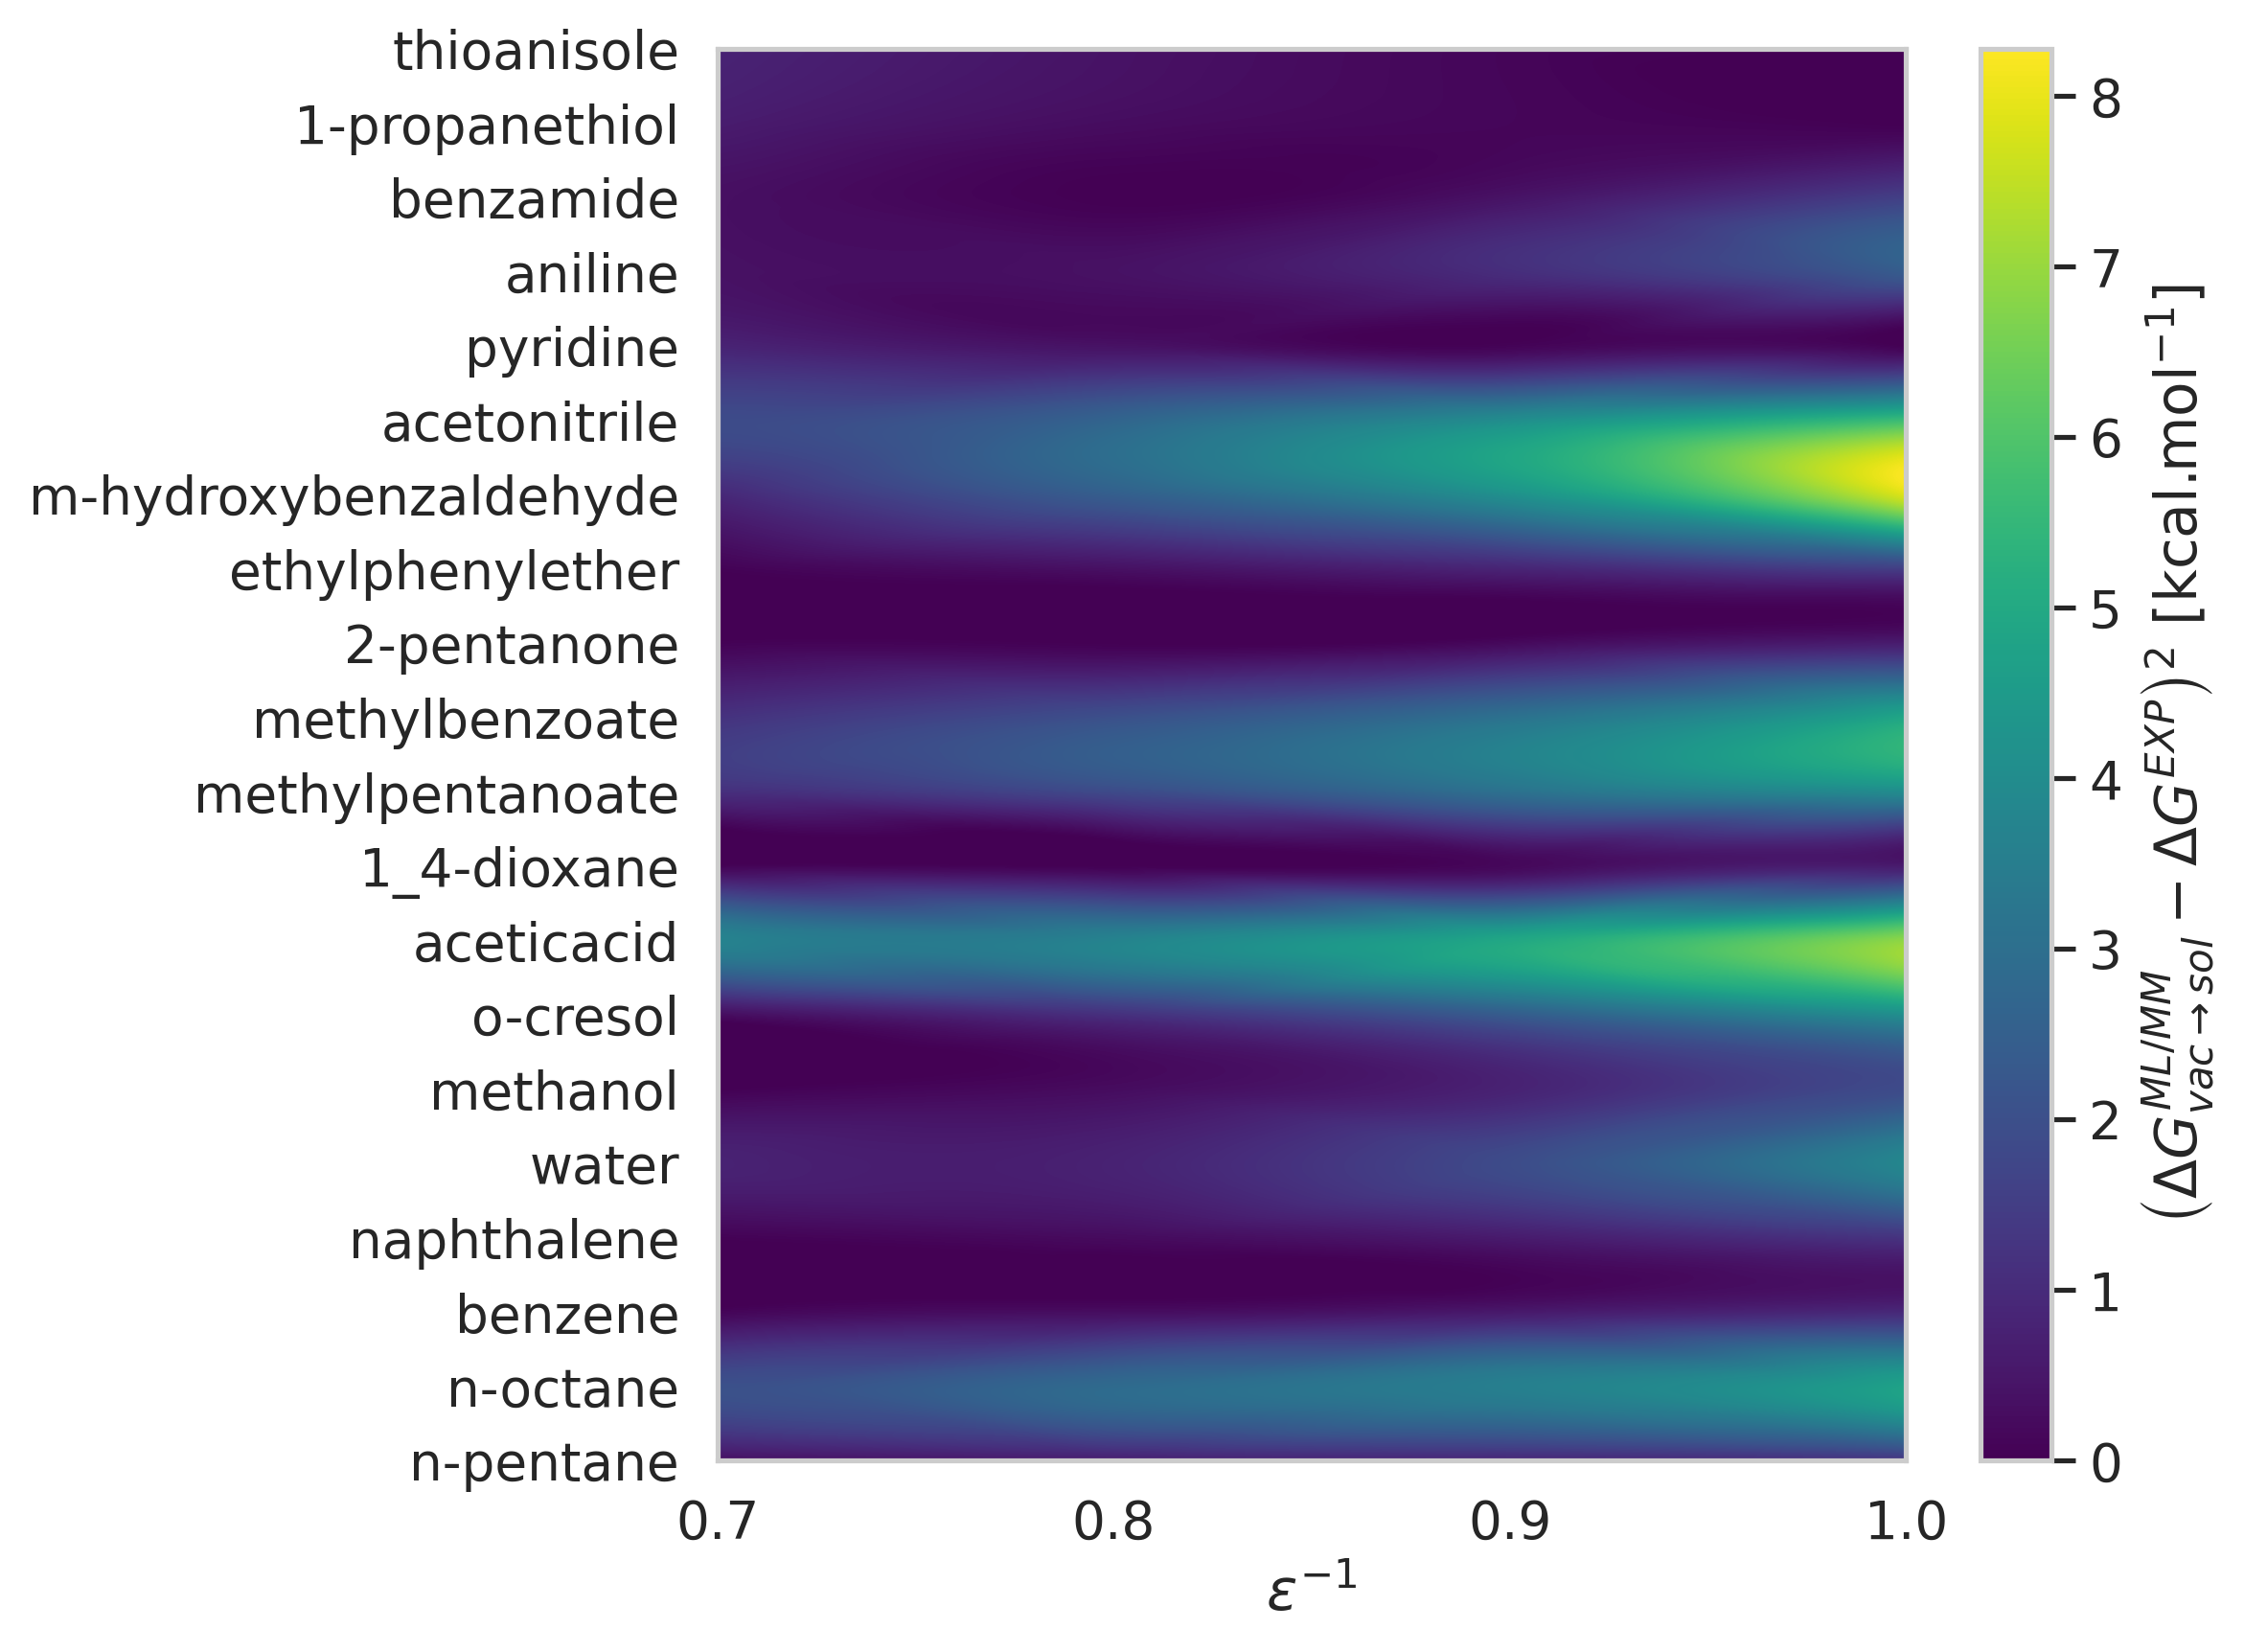 thioanisole
1-propanethiol
benzamide
aniline
pyridine
acetonitrile
m-hydroxybenzaldehyde
ethylphenylether
2-pentanone
methylbenzoate
methylpentanoate
1_4-dioxane
aceticacid
o-cresol
methanol
water
naphthalene
benzene
n-octane
n-pentane
0.7 0.8 0.9 1.0
ε⁻¹
8
7
6
5
4
3
2
1
0
(ΔG^{ML/MM}_{vac→sol} − ΔG^{EXP})² [kcal.mol⁻¹]